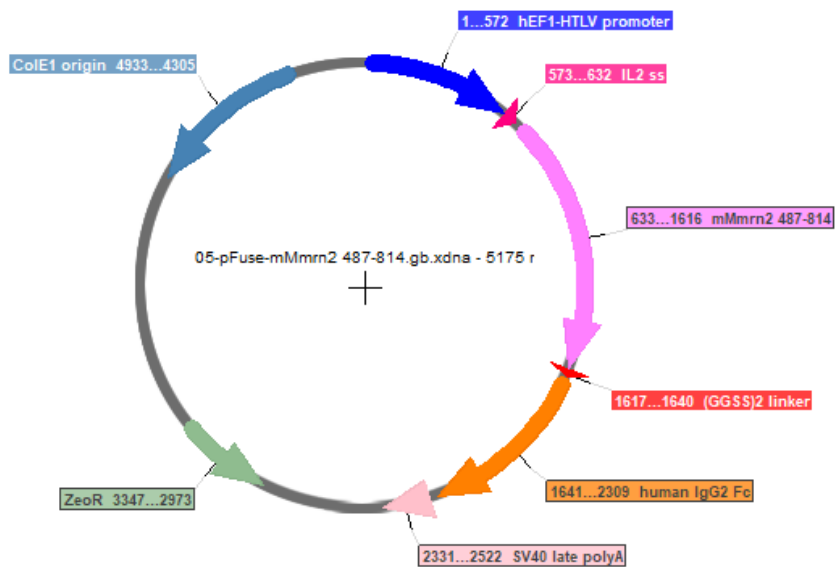 1...572 hEF1-HTLV promoter
ColE1 origin 4933...4305
573...632 IL2 ss
633...1616 mMmrn2 487-814
05-pFuse-mMmrn2 487-814.gb.xdna - 5175 r
1617...1640 (GGSS)2 linker
ZeoR 3347...2973
1641...2309 human IgG2 Fc
2331...2522 SV40 late polyA